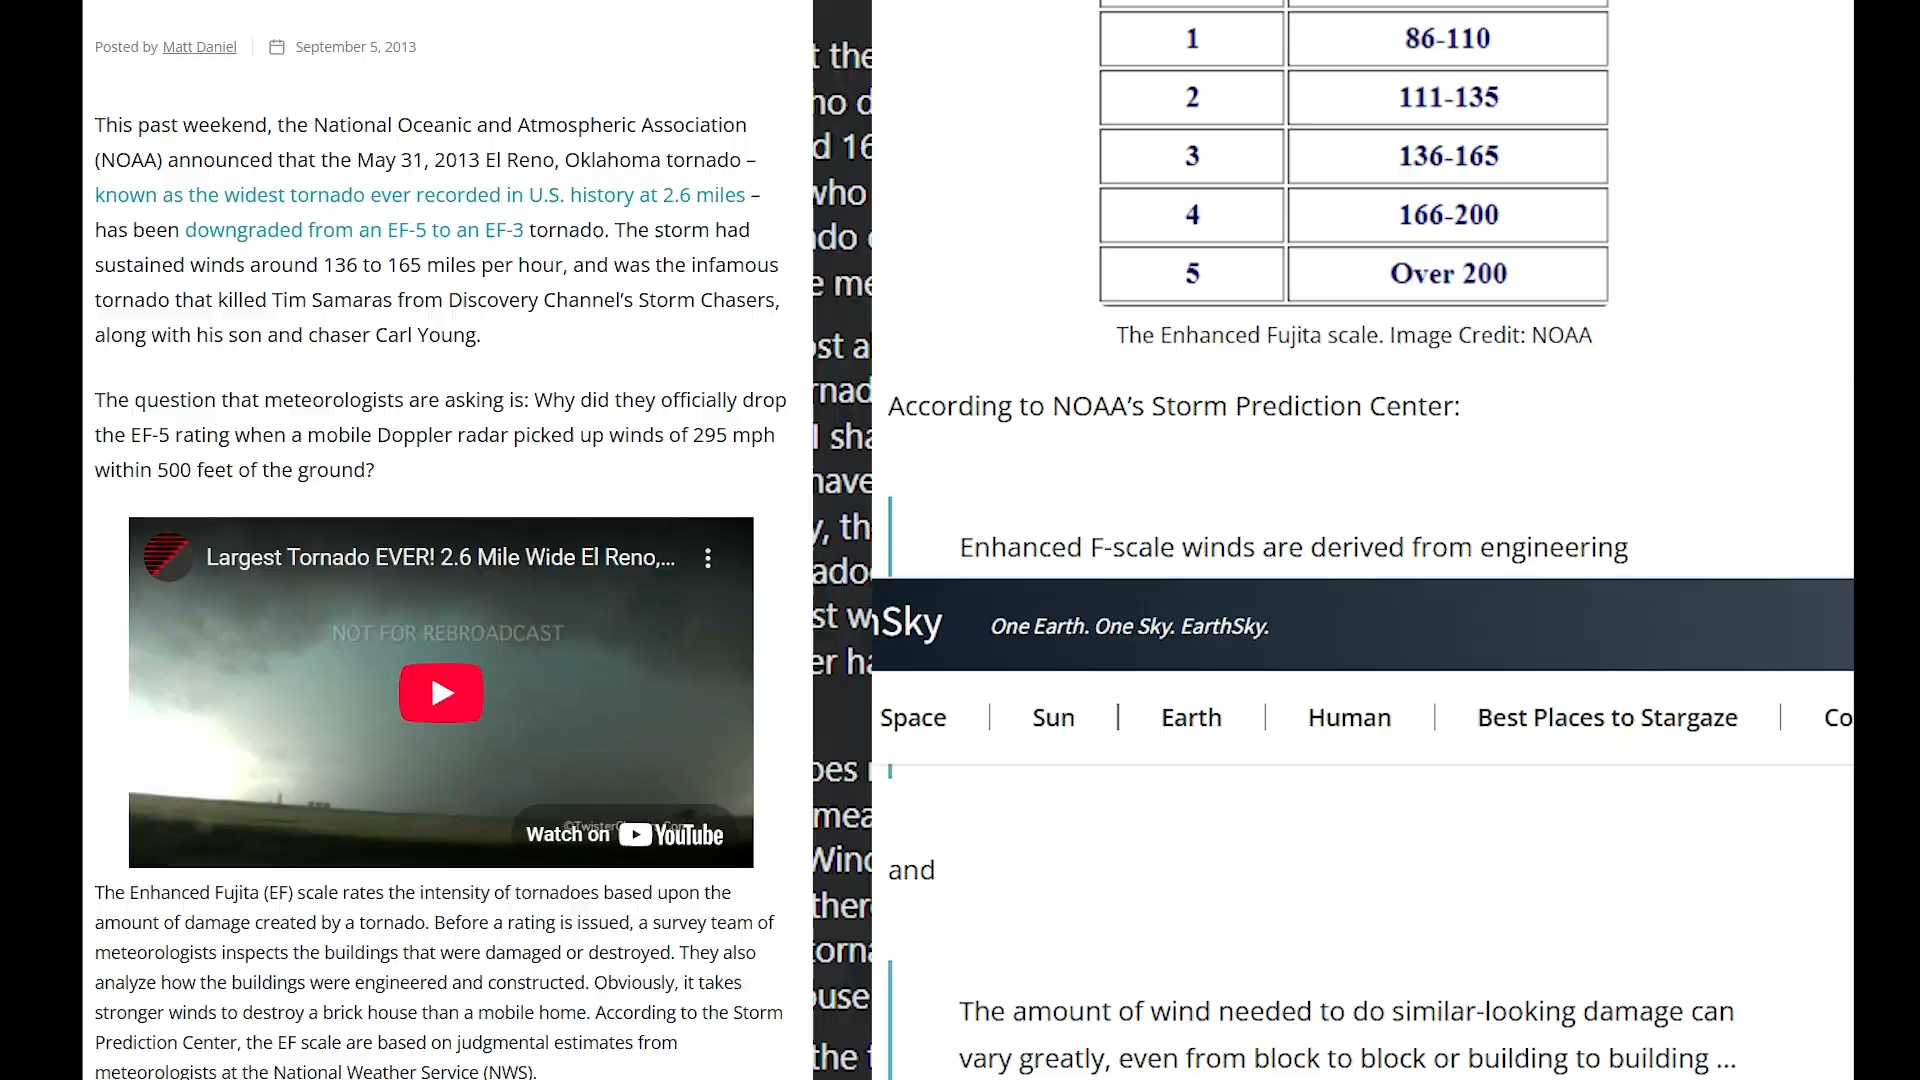 Posted by Matt Daniel
September 5, 2013
This past weekend, the National Oceanic and Atmospheric Association
(NOAA) announced that the May 31, 2013 El Reno, Oklahoma tornado –
known as the widest tornado ever recorded in U.S. history at 2.6 miles –
has been downgraded from an EF-5 to an EF-3 tornado. The storm had
sustained winds around 136 to 165 miles per hour, and was the infamous
tornado that killed Tim Samaras from Discovery Channel's Storm Chasers,
along with his son and chaser Carl Young.
The question that meteorologists are asking is: Why did they officially drop
the EF-5 rating when a mobile Doppler radar picked up winds of 295 mph
within 500 feet of the ground?
Largest Tornado EVER! 2.6 Mile Wide El Reno,...
NOT FOR REBROADCAST
Watch on YouTube
The Enhanced Fujita (EF) scale rates the intensity of tornadoes based upon the
amount of damage created by a tornado. Before a rating is issued, a survey team of
meteorologists inspects the buildings that were damaged or destroyed. They also
analyze how the buildings were engineered and constructed. Obviously, it takes
stronger winds to destroy a brick house than a mobile home. According to the Storm
Prediction Center, the EF scale are based on judgmental estimates from
meteorologists at the National Weather Service (NWS).
1 86-110
2 111-135
3 136-165
4 166-200
5 Over 200
The Enhanced Fujita scale. Image Credit: NOAA
According to NOAA's Storm Prediction Center:
Enhanced F-scale winds are derived from engineering
Sky One Earth. One Sky. EarthSky.
Space | Sun | Earth | Human | Best Places to Stargaze | Co
and
The amount of wind needed to do similar-looking damage can
vary greatly, even from block to block or building to building ...